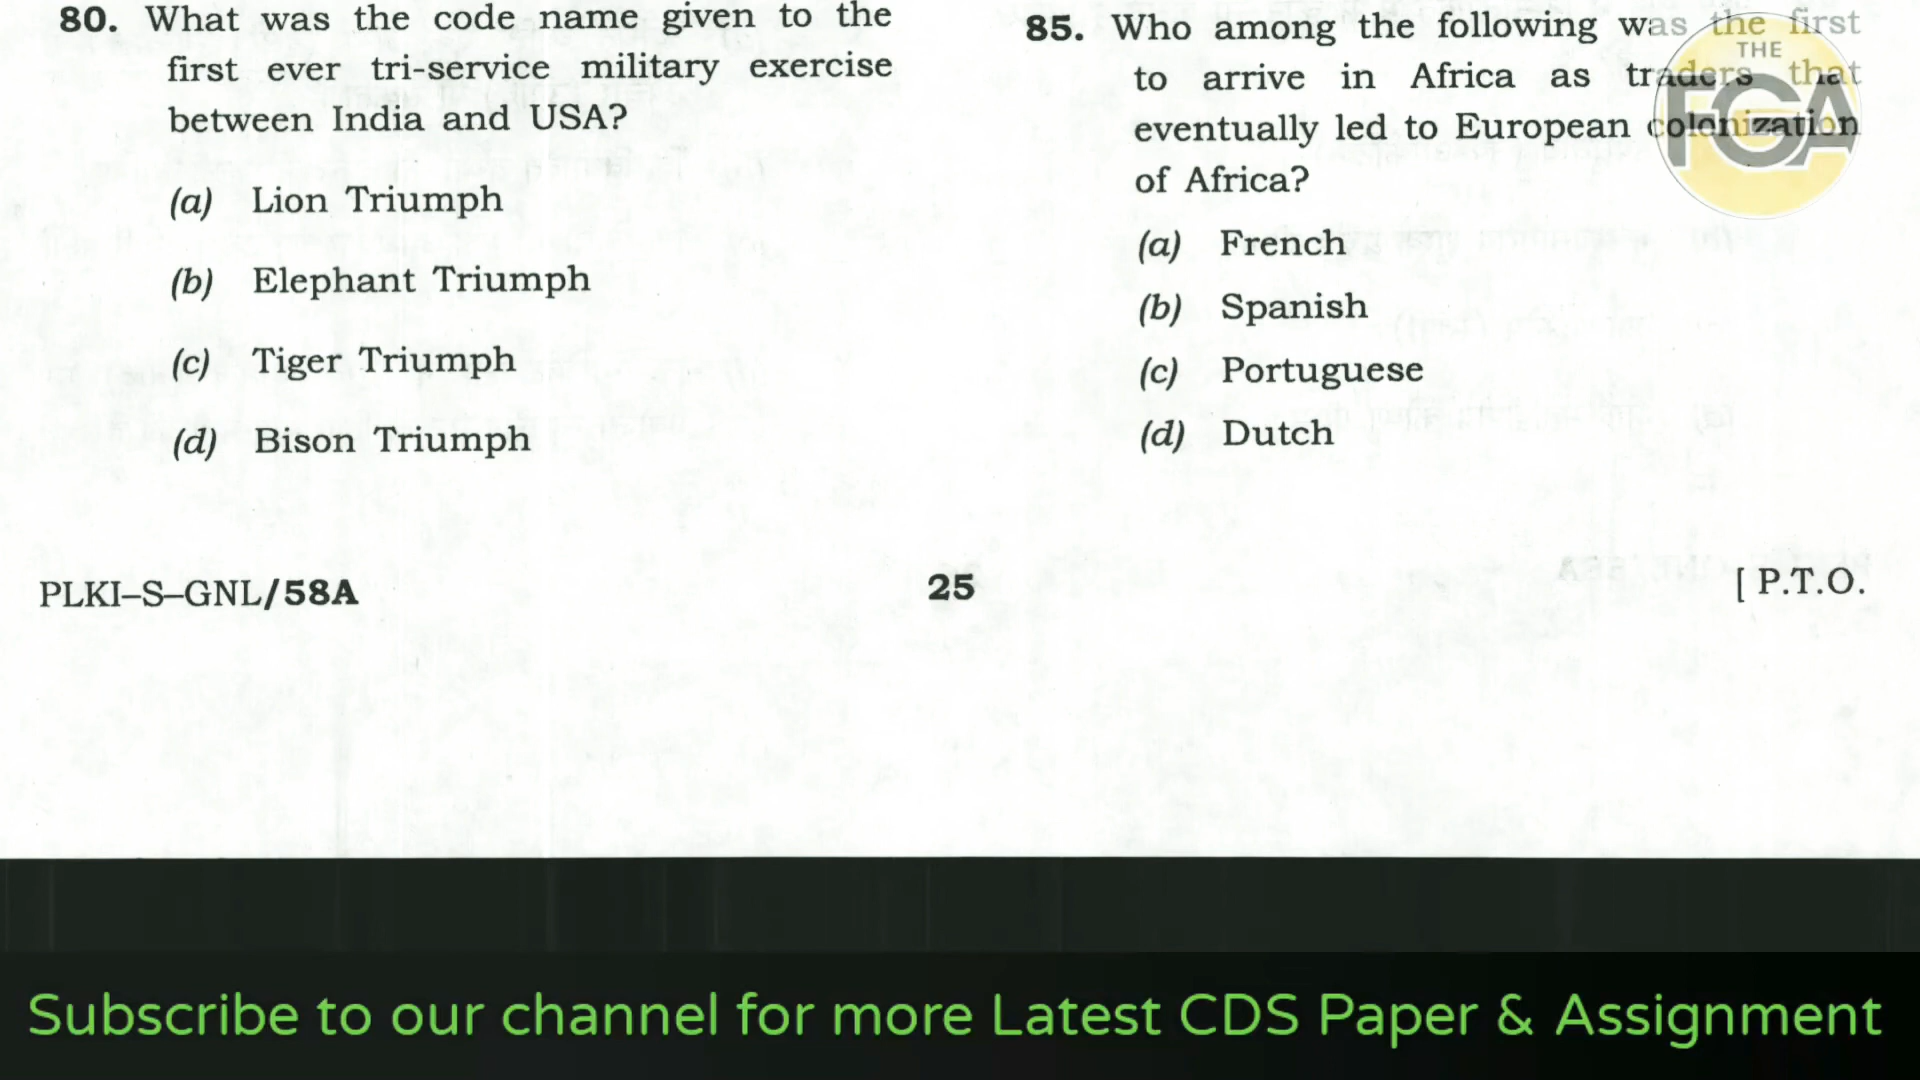 80. What was the code name given to the
first ever tri-service military exercise
between India and USA?
(a) Lion Triumph
(b) Elephant Triumph
(c) Tiger Triumph
(d) Bison Triumph
85. Who among the following was the first
to arrive in Africa as traders that
eventually led to European colonization
of Africa?
(a) French
(b) Spanish
(c) Portuguese
(d) Dutch
THE
FGA
PLKI–S–GNL/58A
25
[ P.T.O.
Subscribe to our channel for more Latest CDS Paper & Assignment